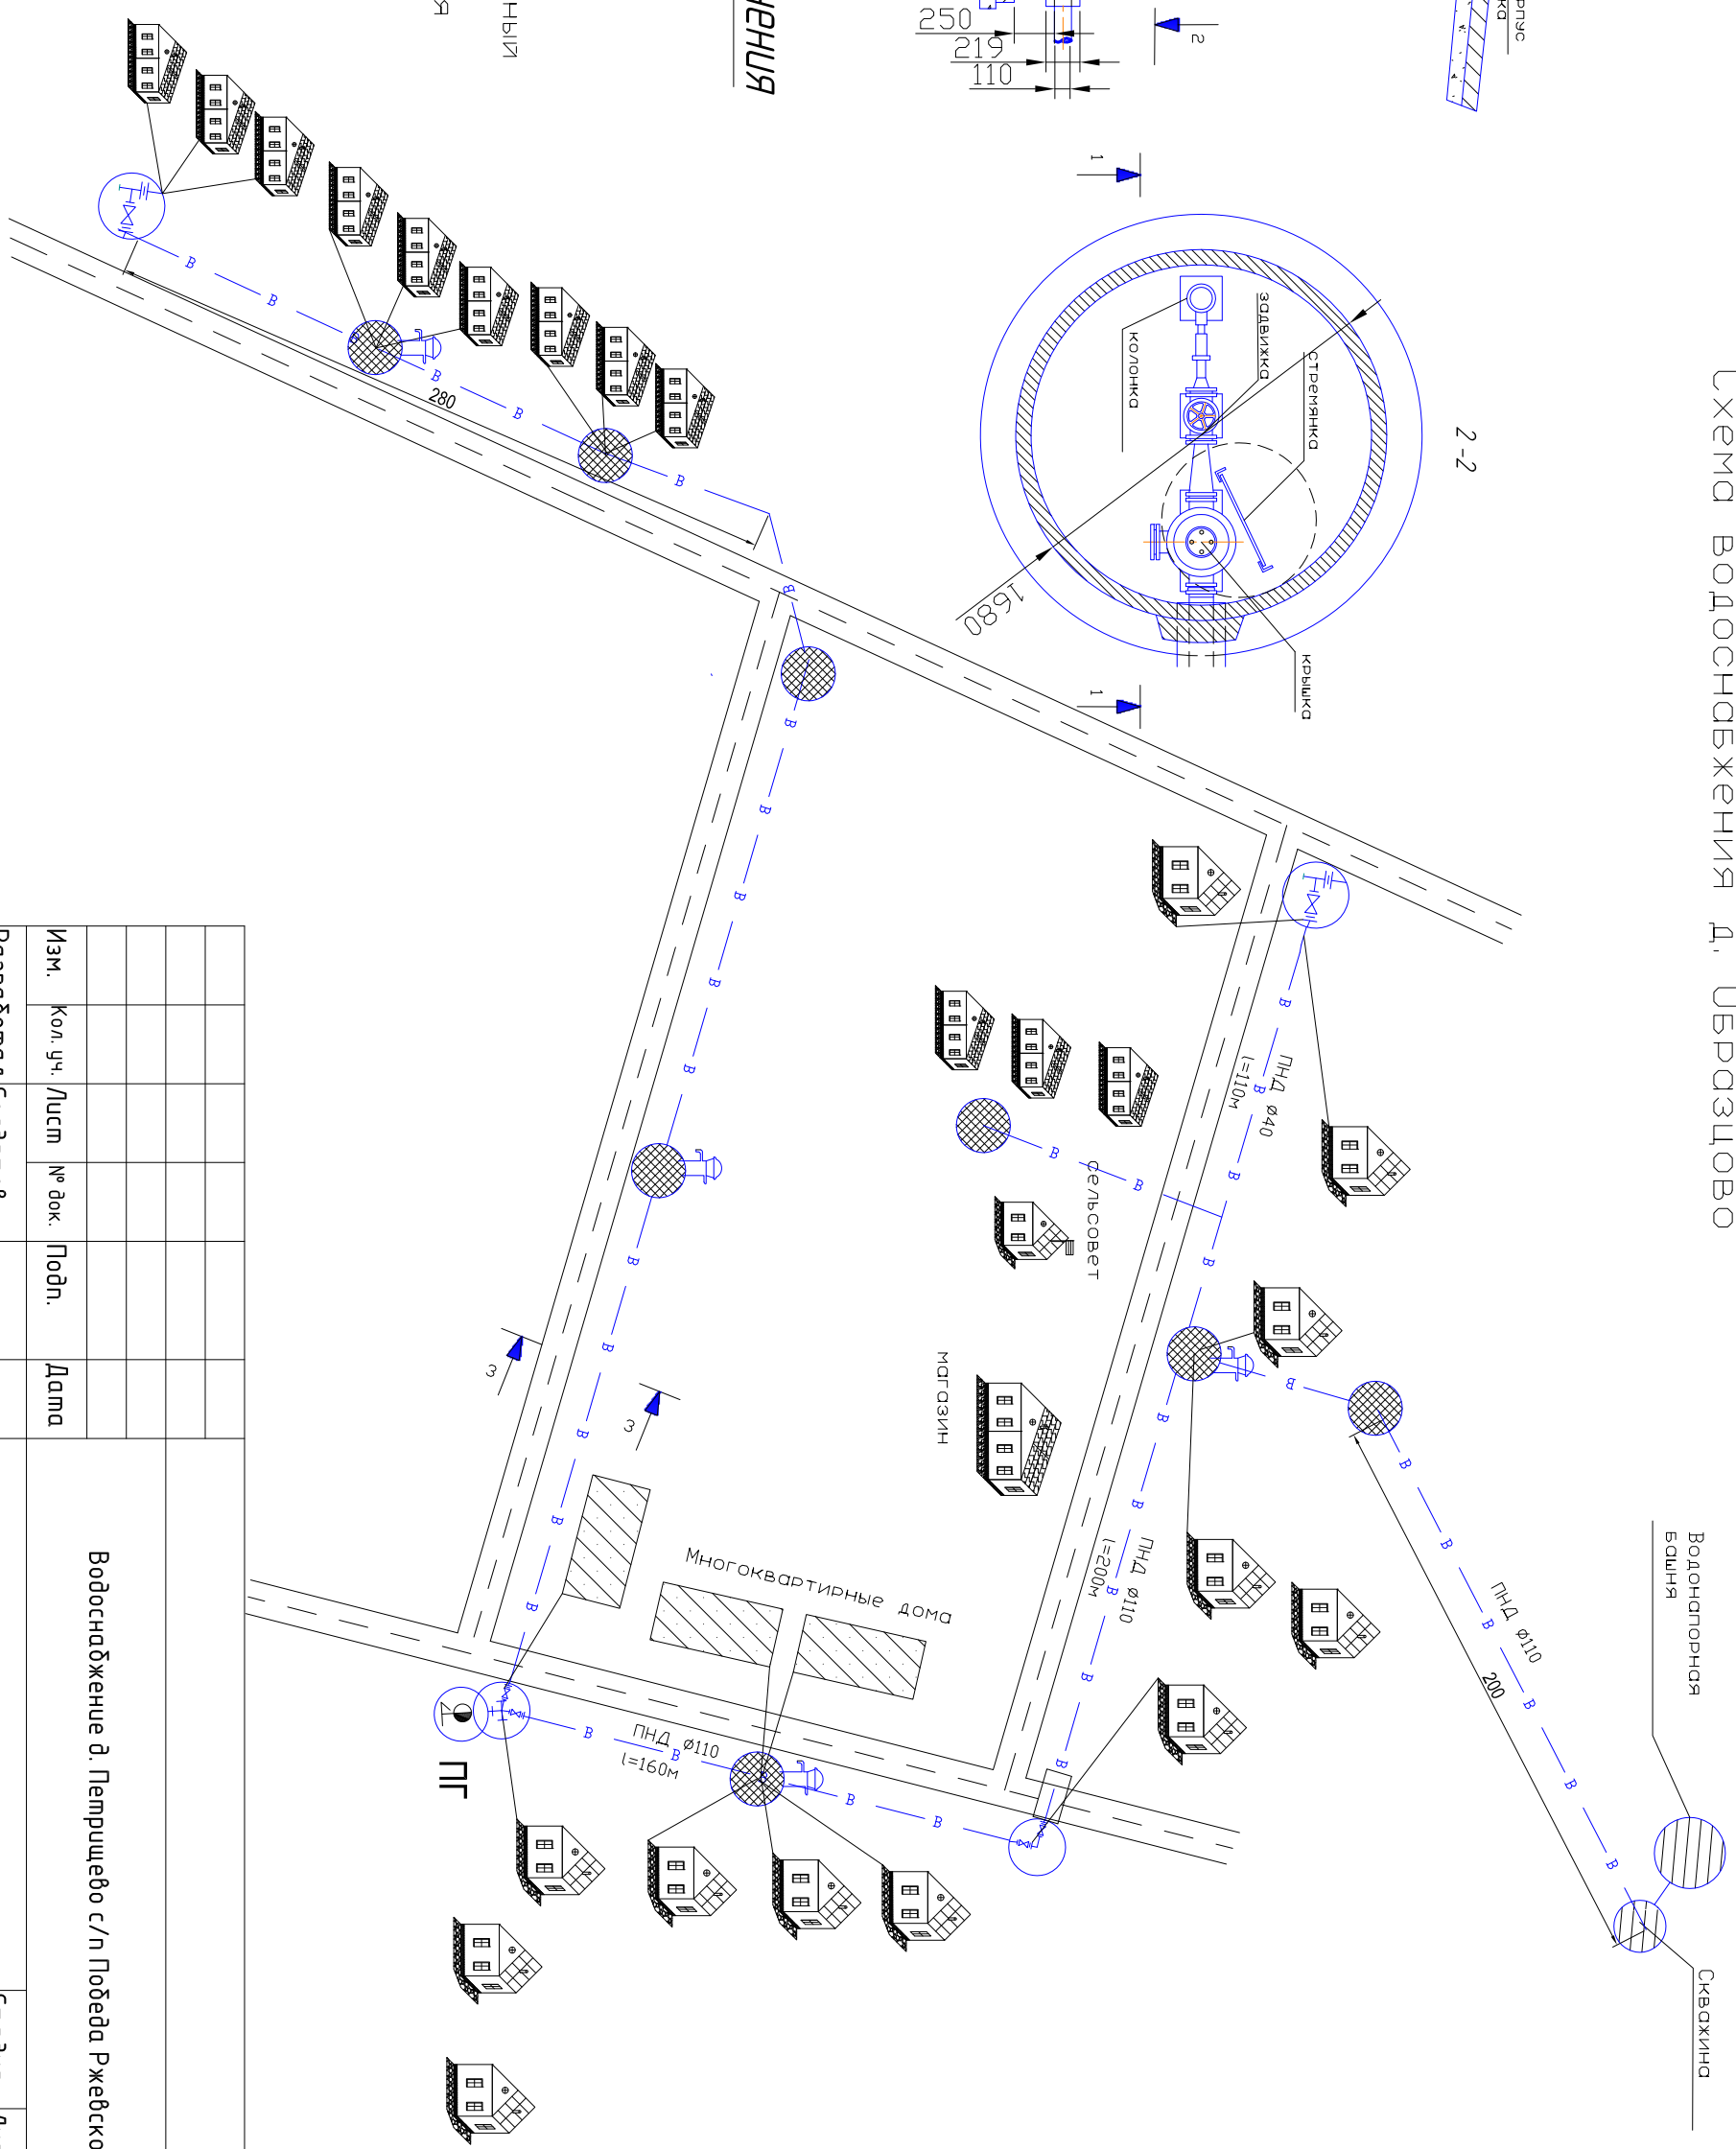 Схема водоснабжения д. Образцово
2-2
задвижка
стремянка
колонка
крышка
1680
1
1
2
250
219
110
280
ПНД ø40
l=110м
сельсовет
магазин
ПНД ø110
l=200м
ПНД ø110
200
Водонапорная
башня
Скважина
Многоквартирные дома
ПНД ø110
l=160м
ПГ
3
3
В В В В В В В В В В В В В В В В В В В В В В В В В В В В В В В В В В В В В В В В
Изм. Кол. уч. Лист № док. Подп. Дата
Водоснабжение д. Петрищево с/п Победа Ржевско